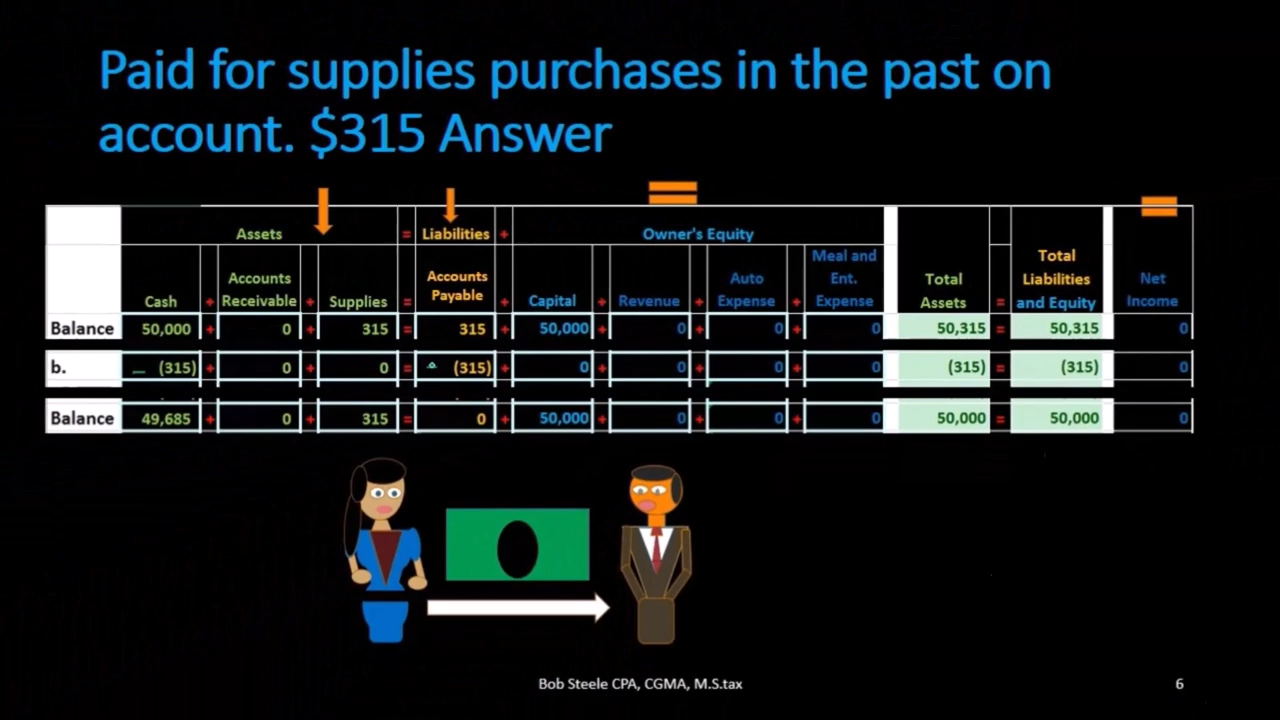 Paid for supplies purchases in the past on
account. $315 Answer
Assets = Liabilities + Owner's Equity
Cash + Accounts Receivable + Supplies = Accounts Payable + Capital + Revenue + Auto Expense + Meal and Ent. Expense Total Assets = Total Liabilities and Equity Net Income
Balance 50,000 + 0 + 315 = 315 + 50,000 + 0 + 0 + 0 50,315 = 50,315 0
b. (315) + 0 + 0 = (315) + 0 + 0 + 0 + 0 (315) = (315) 0
Balance 49,685 + 0 + 315 = 0 + 50,000 + 0 + 0 + 0 50,000 = 50,000 0
Bob Steele CPA, CGMA, M.S.tax
6